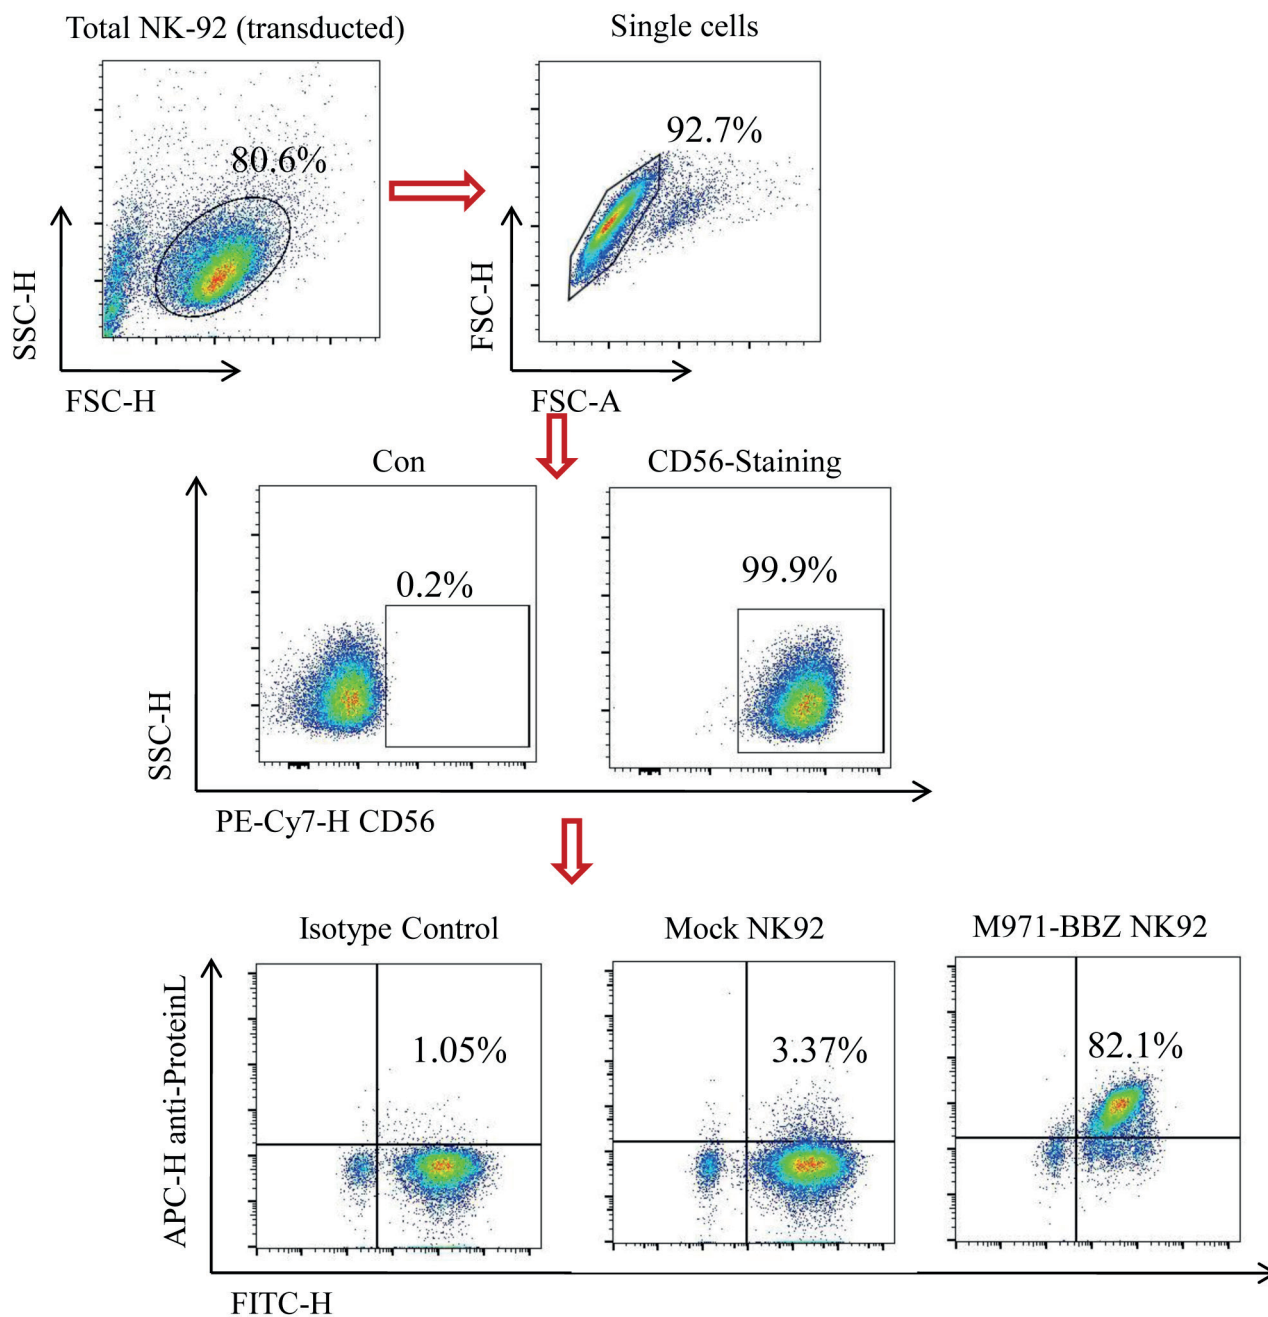 Total NK-92 (transducted)
Single cells
80.6%
92.7%
SSC-H
FSC-H
FSC-H
FSC-A
Con
CD56-Staining
0.2%
99.9%
SSC-H
PE-Cy7-H CD56
Isotype Control
Mock NK92
M971-BBZ NK92
1.05%
3.37%
82.1%
APC-H anti-ProteinL
FITC-H